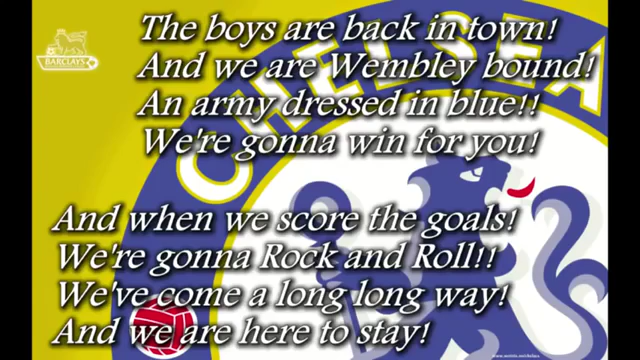 The boys are back in town!
And we are Wembley bound!
An army dressed in blue!!
We're gonna win for you!
And when we score the goals!
We're gonna Rock and Roll!!
We've come a long long way!
And we are here to stay!
BARCLAYS
CHELSEA